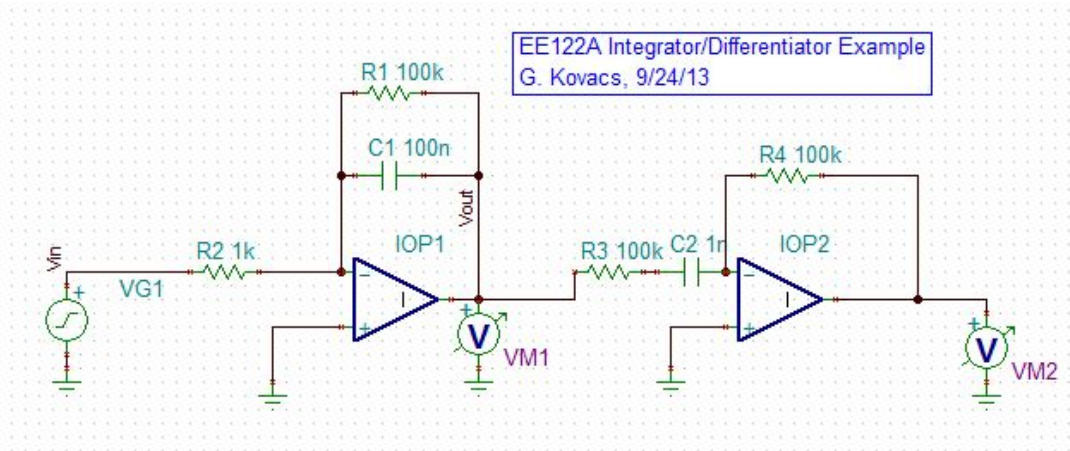 EE122A Integrator/Differentiator Example
G. Kovacs, 9/24/13
R1 100k
C1 100n
R4 100k
Vout
Vin
R2 1k
IOP1
R3 100k
C2 1n
IOP2
VG1
V
VM1
V
VM2